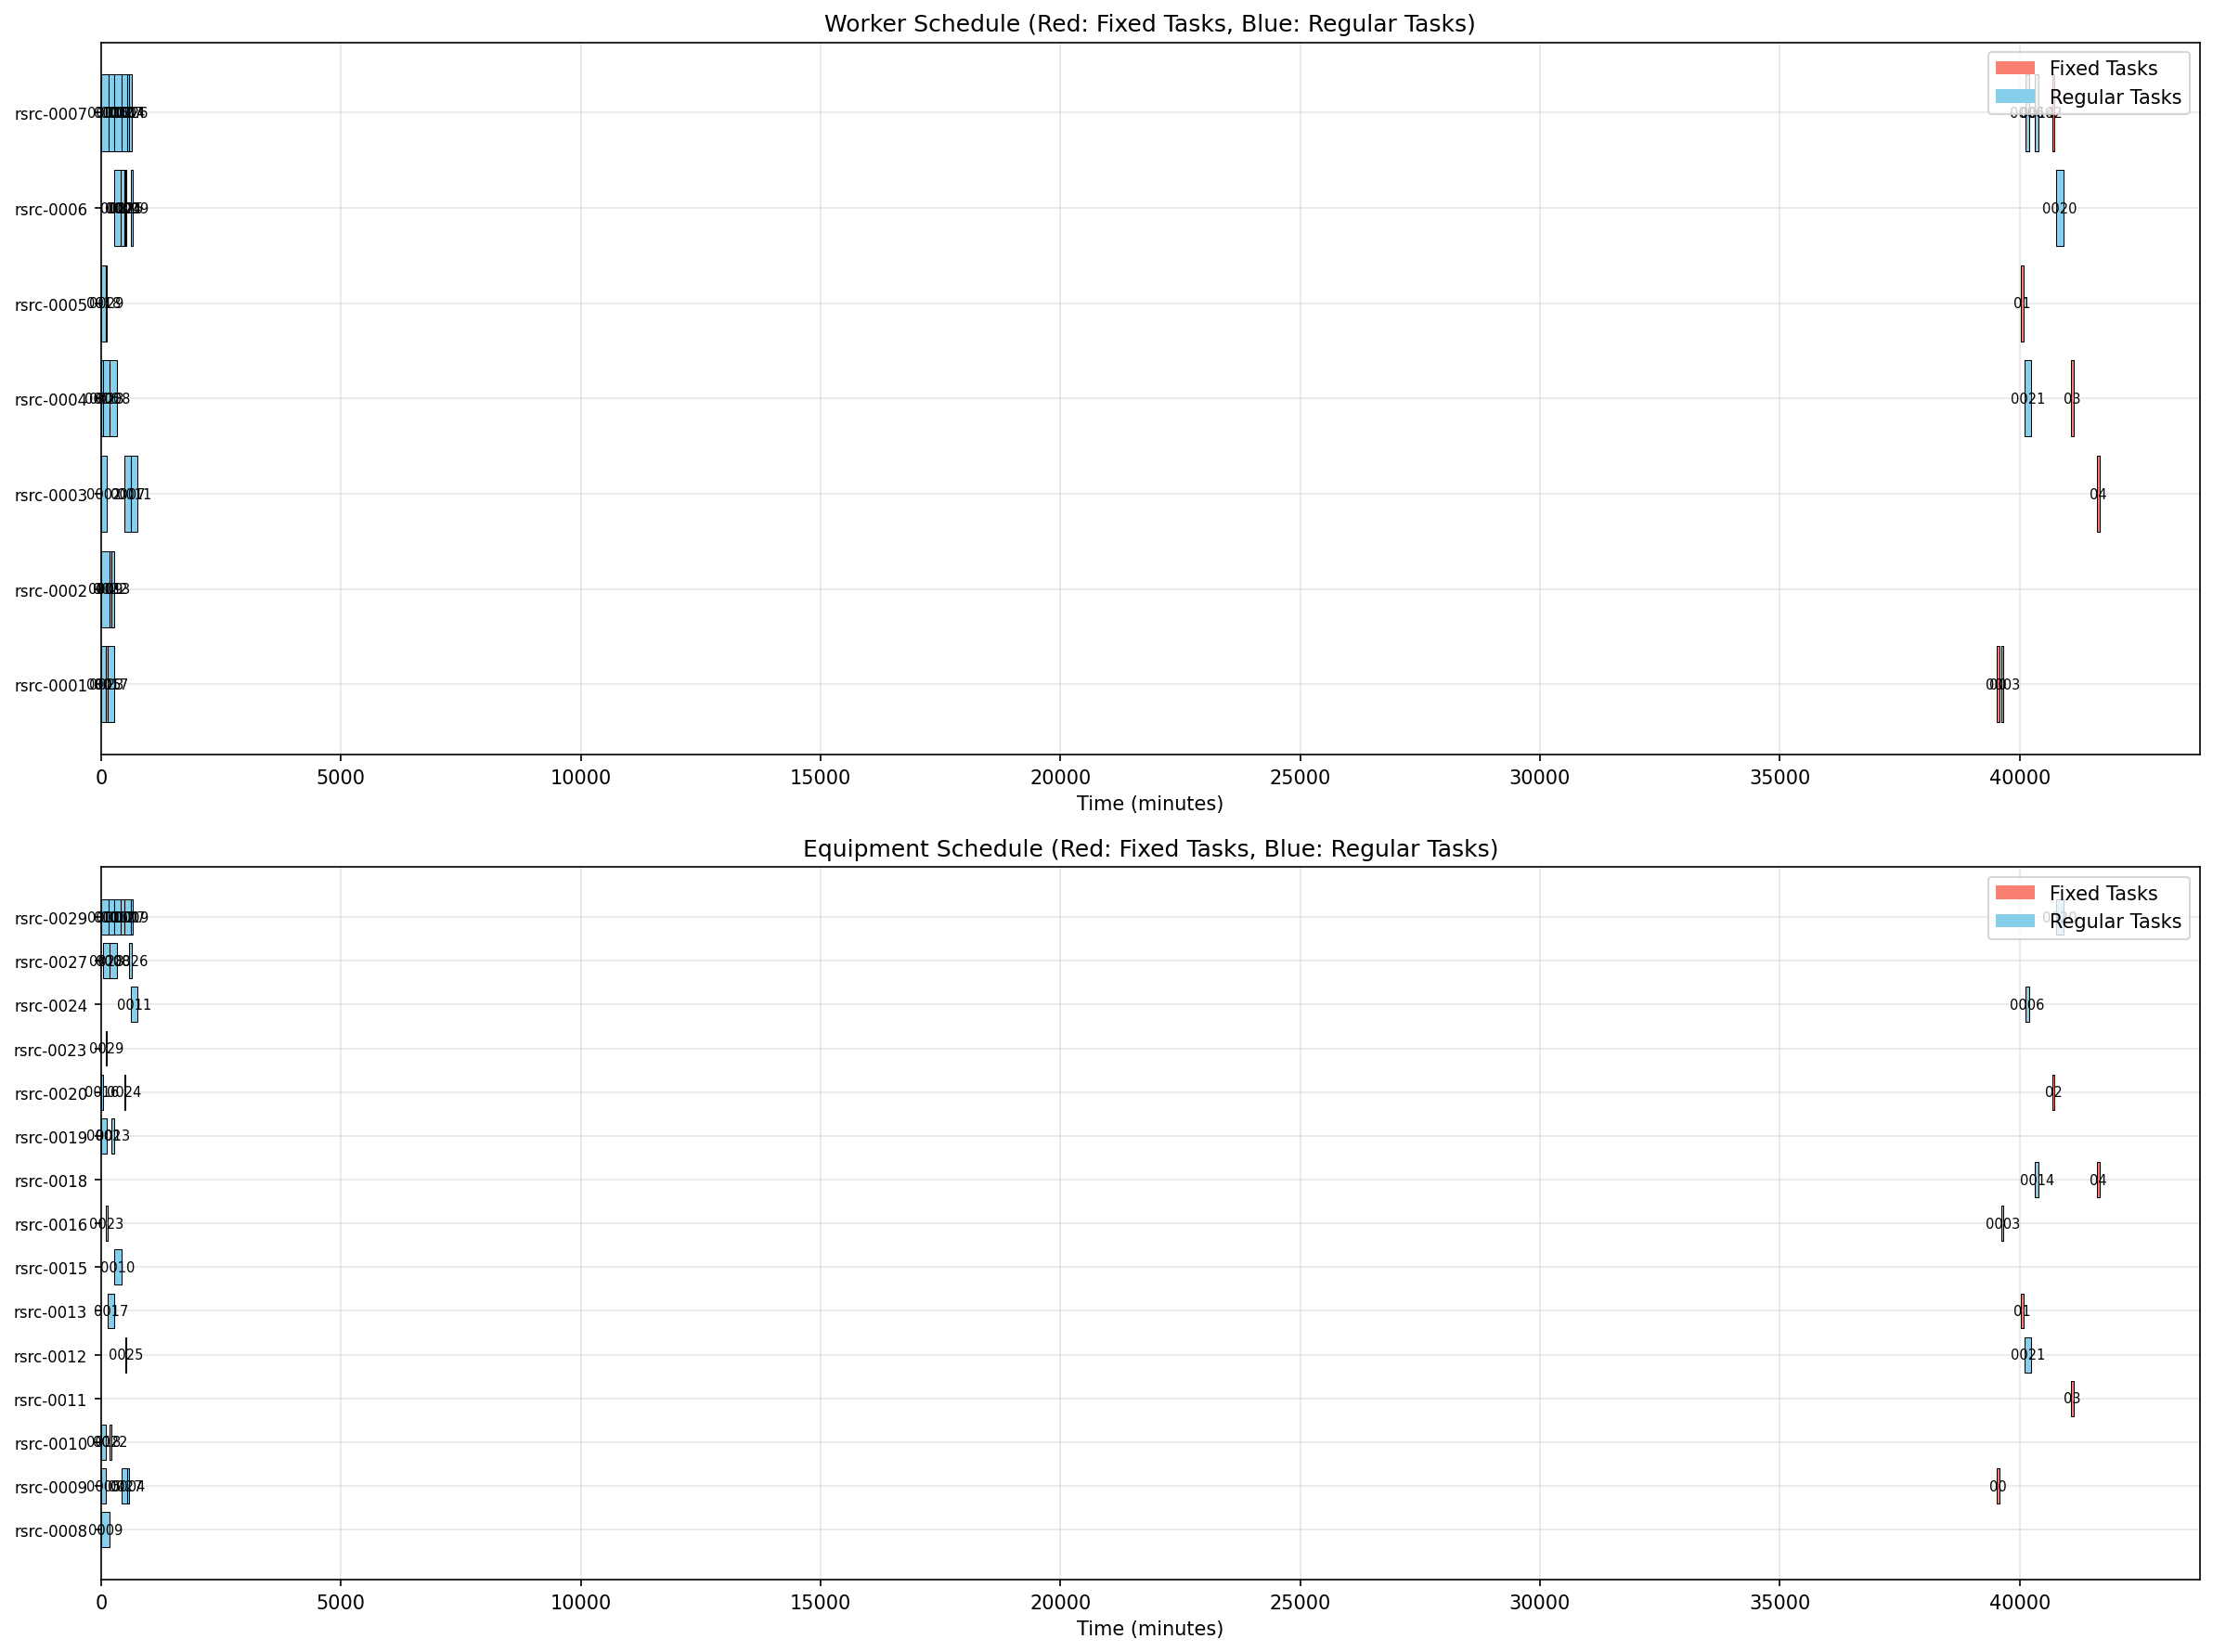 Worker Schedule (Red: Fixed Tasks, Blue: Regular Tasks)
Fixed Tasks
Regular Tasks
rsrc-0007
rsrc-0006
0020
rsrc-0005
01
rsrc-0004
0021 03
rsrc-0003
04
rsrc-0002
rsrc-0001
0 5000 10000 15000 20000 25000 30000 35000 40000
Time (minutes)
Equipment Schedule (Red: Fixed Tasks, Blue: Regular Tasks)
Fixed Tasks
Regular Tasks
rsrc-0029
rsrc-0027
rsrc-0024 0011 0006
rsrc-0023 0029
rsrc-0020 0016 0024 02
rsrc-0019
rsrc-0018 0014 04
rsrc-0016 0023 0003
rsrc-0015 0010
rsrc-0013 0017 01
rsrc-0012 0025 0021
rsrc-0011 03
rsrc-0010
rsrc-0009 00
rsrc-0008 0009
0 5000 10000 15000 20000 25000 30000 35000 40000
Time (minutes)